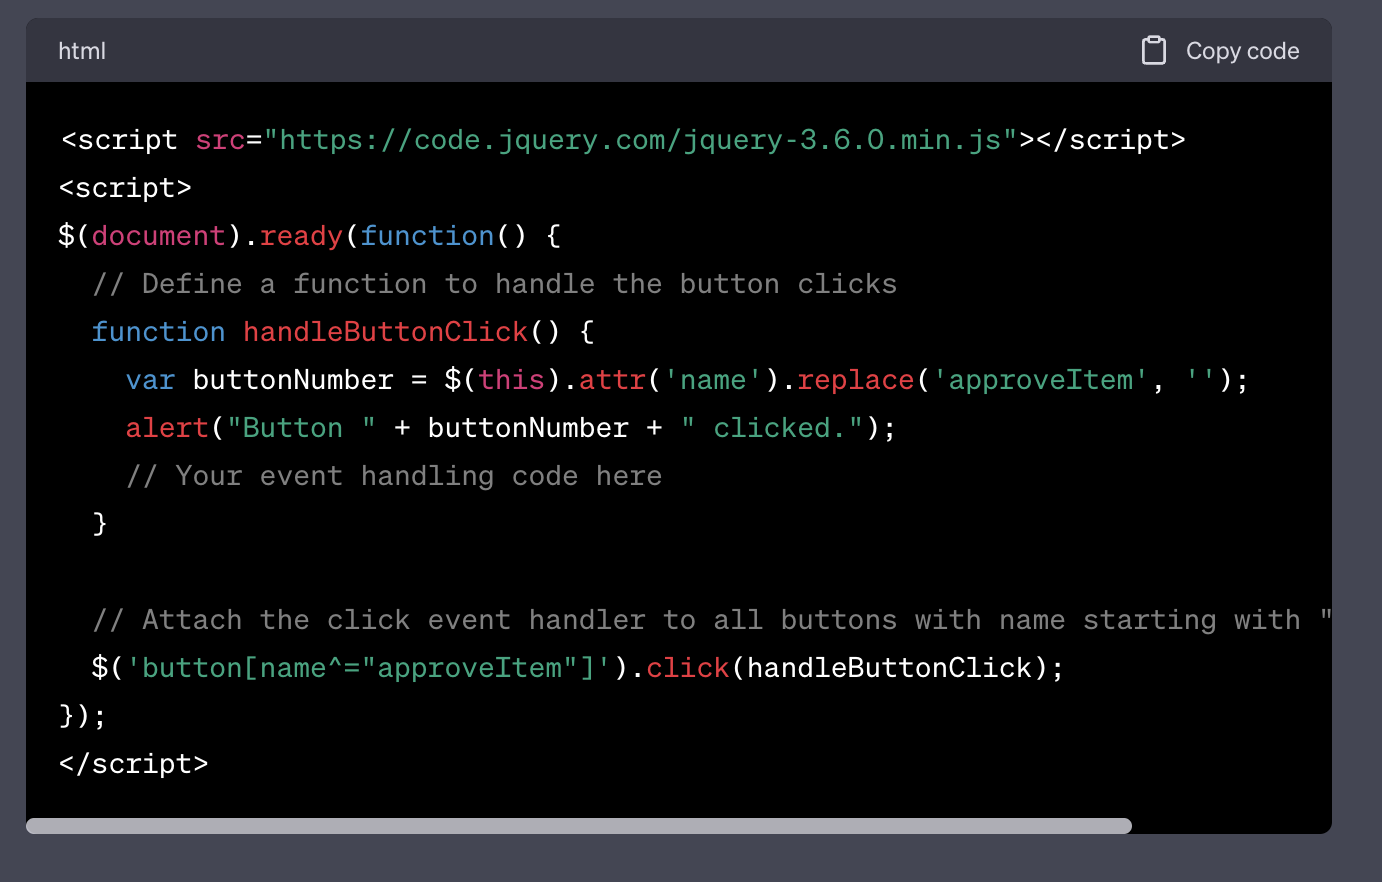 html
Copy code
<script src="https://code.jquery.com/jquery-3.6.0.min.js"></script>
<script>
$(document).ready(function() {
  // Define a function to handle the button clicks
  function handleButtonClick() {
    var buttonNumber = $(this).attr('name').replace('approveItem', '');
    alert("Button " + buttonNumber + " clicked.");
    // Your event handling code here
  }

  // Attach the click event handler to all buttons with name starting with "
  $('button[name^="approveItem"]').click(handleButtonClick);
});
</script>